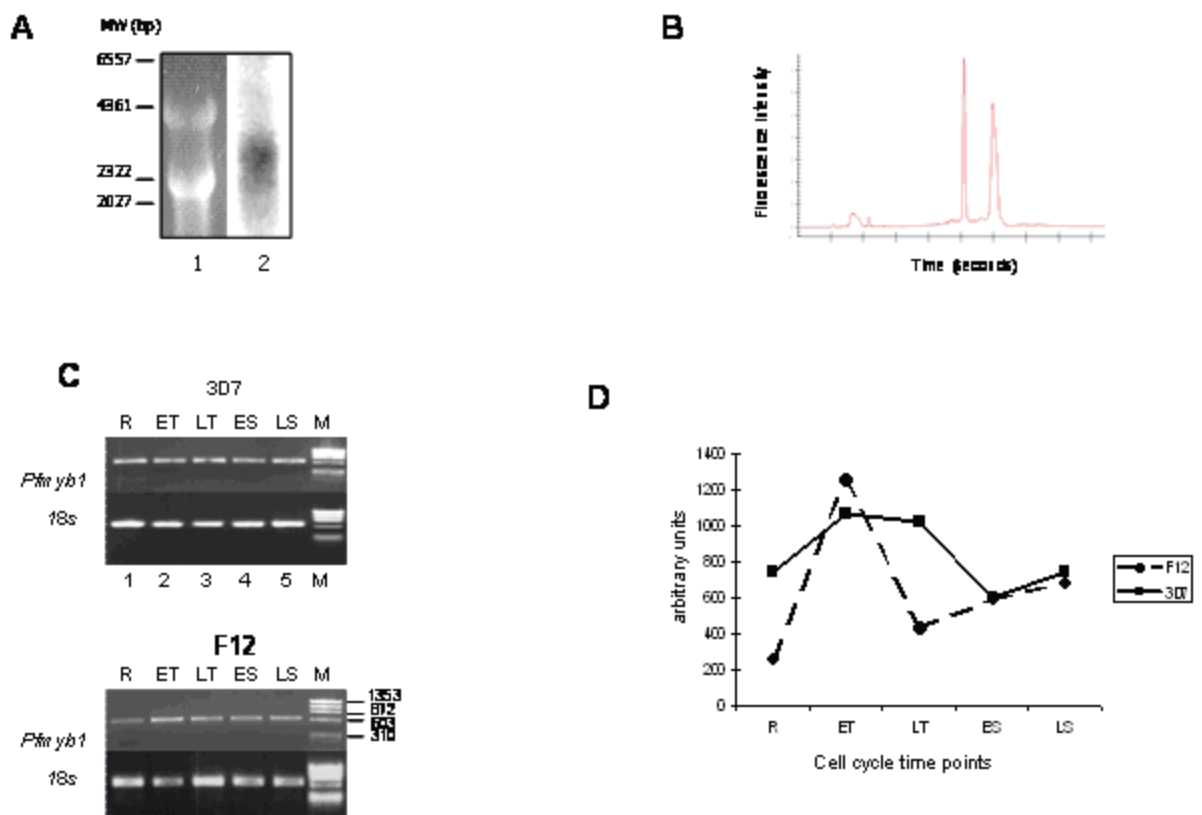 A
MW (bp)
6557
4361
2322
2027
1
2
B
Fluorescence Intensity
Time (seconds)
C
3D7
R ET LT ES LS M
Pfmyb1
18s
1 2 3 4 5 M
F12
R ET LT ES LS M
1353
872
603
310
Pfmyb1
18s
D
1400
1200
1000
800
600
400
200
0
arbitrary units
R ET LT ES LS
Cell cycle time points
F12
3D7